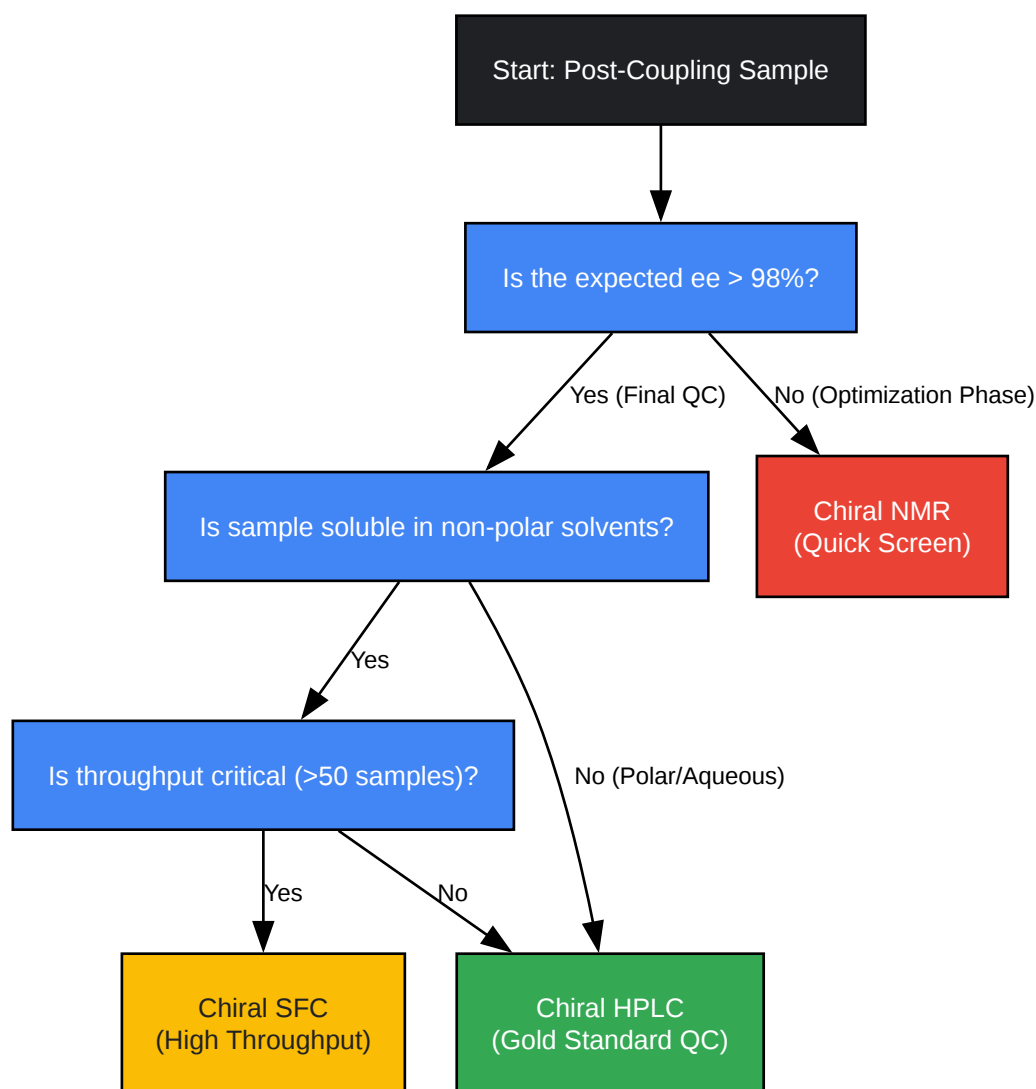 Start: Post-Coupling Sample
Is the expected ee > 98%?
Yes (Final QC)
No (Optimization Phase)
Is sample soluble in non-polar solvents?
Chiral NMR
(Quick Screen)
Yes
Is throughput critical (>50 samples)?
No (Polar/Aqueous)
Yes
No
Chiral SFC
(High Throughput)
Chiral HPLC
(Gold Standard QC)